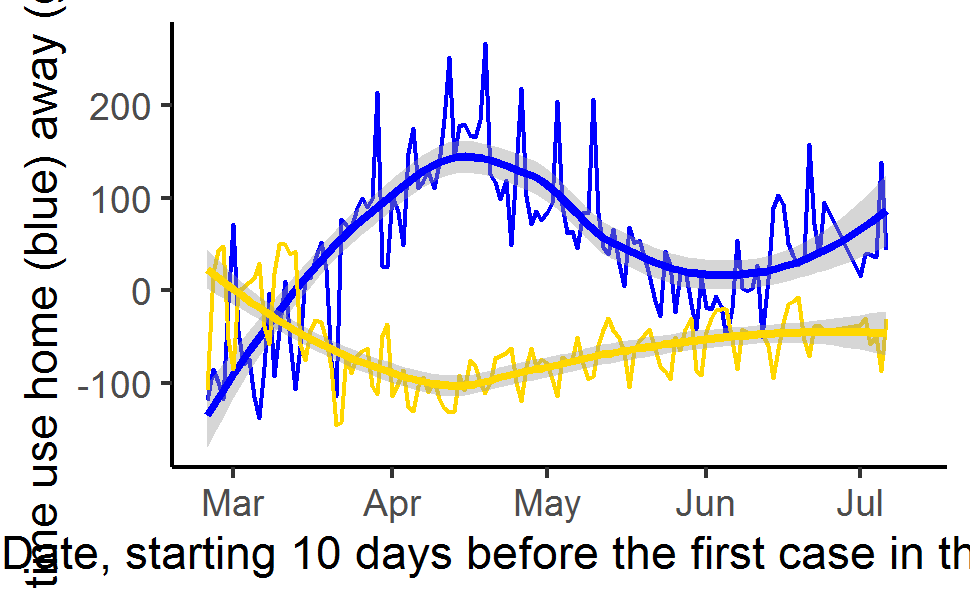 time use home (blue) away (
200
100
0
-100
Mar Apr May Jun Jul
Date, starting 10 days before the first case in th